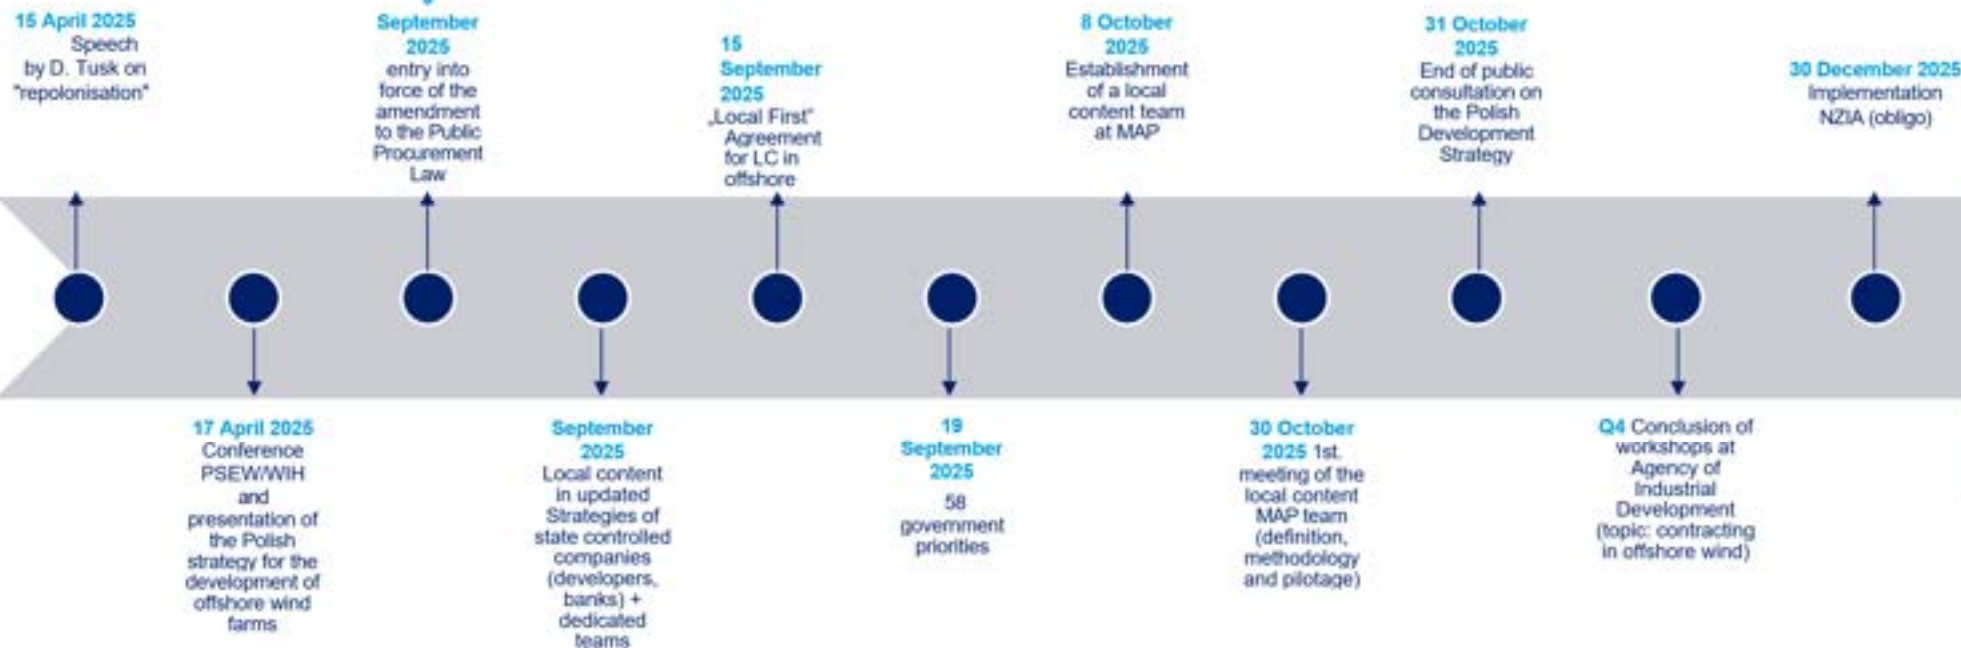 15 April 2025
Speech
by D. Tusk on
"repolonisation"
17 April 2025
Conference
PSEW/WIH
and
presentation of
the Polish
strategy for the
development of
offshore wind
farms
September
2025
entry into
force of the
amendment
to the Public
Procurement
Law
September
2025
Local content
in updated
Strategies of
state controlled
companies
(developers,
banks) +
dedicated
teams
15
September
2025
„Local First"
Agreement
for LC in
offshore
19
September
2025
58
government
priorities
8 October
2025
Establishment
of a local
content team
at MAP
30 October
2025 1st.
meeting of the
local content
MAP team
(definition,
methodology
and pilotage)
31 October
2025
End of public
consultation on
the Polish
Development
Strategy
Q4 Conclusion of
workshops at
Agency of
Industrial
Development
(topic: contracting
in offshore wind)
30 December 2025
Implementation
NZIA (obligo)